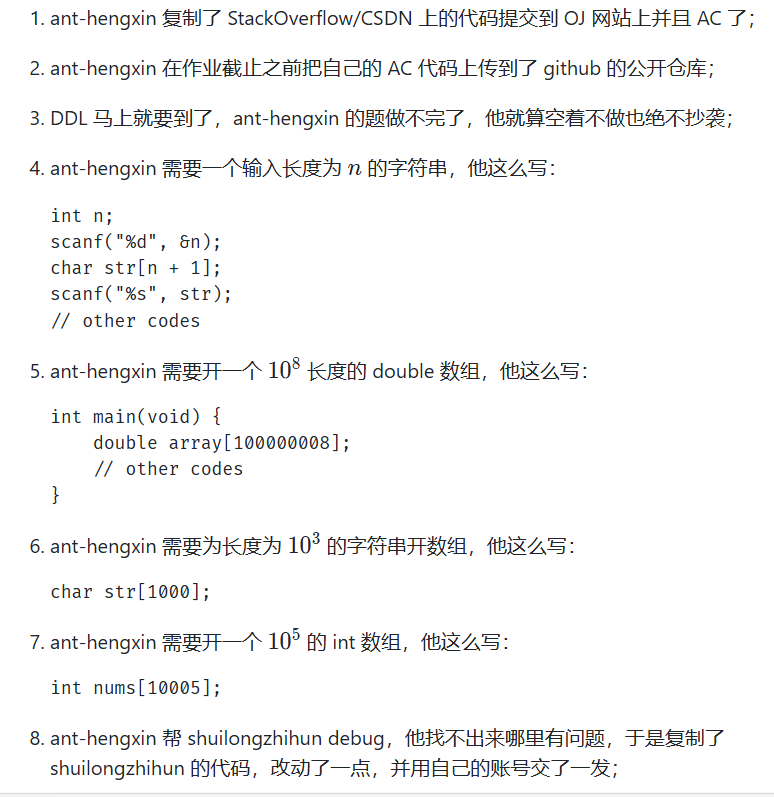 1. ant-hengxin 复制了 StackOverflow/CSDN 上的代码提交到 OJ 网站上并且 AC 了；
2. ant-hengxin 在作业截止之前把自己的 AC 代码上传到了 github 的公开仓库；
3. DDL 马上就要到了，ant-hengxin 的题做不完了，他就算空着不做也绝不抄袭；
4. ant-hengxin 需要一个输入长度为 n 的字符串，他这么写：
int n;
scanf("%d", &n);
char str[n + 1];
scanf("%s", str);
// other codes
5. ant-hengxin 需要开一个 10⁸ 长度的 double 数组，他这么写：
int main(void) {
    double array[100000008];
    // other codes
}
6. ant-hengxin 需要为长度为 10³ 的字符串开数组，他这么写：
char str[1000];
7. ant-hengxin 需要开一个 10⁵ 的 int 数组，他这么写：
int nums[10005];
8. ant-hengxin 帮 shuilongzhihun debug，他找不出来哪里有问题，于是复制了
shuilongzhihun 的代码，改动了一点，并用自己的账号交了一发；